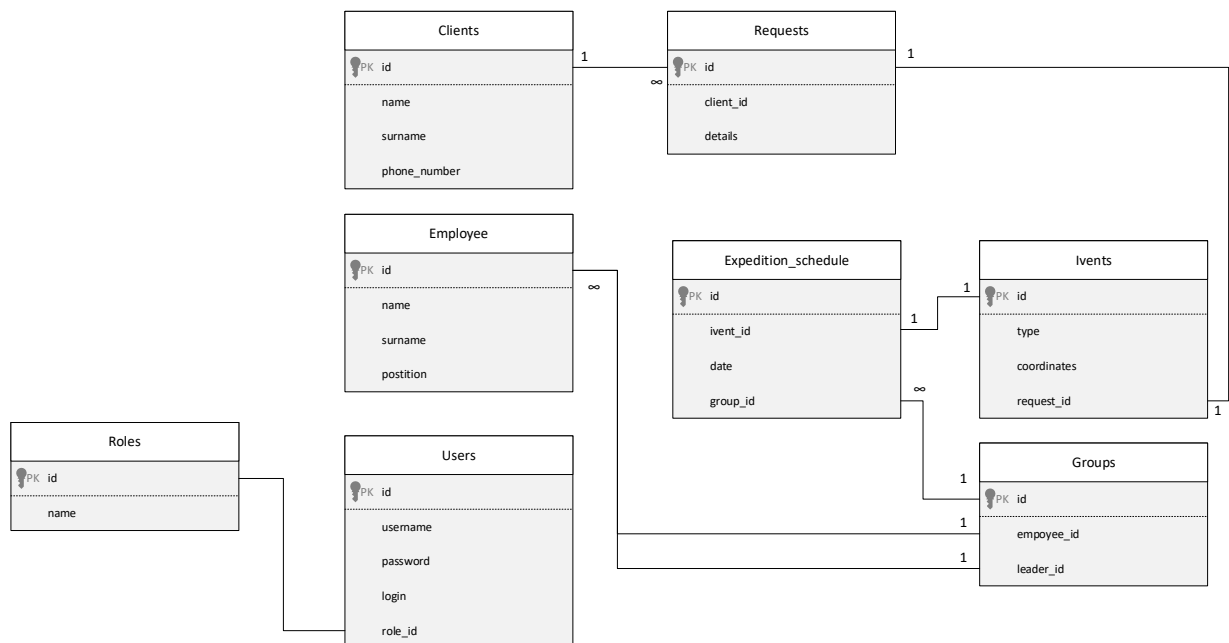 Clients
PK id
name
surname
phone_number
1
∞
Requests
PK id
client_id
details
1
Employee
PK id
name
surname
postition
∞
Expedition_schedule
PK id
ivent_id
date
group_id
1
1
∞
Ivents
PK id
type
coordinates
request_id
1
Roles
PK id
name
Users
PK id
username
password
login
role_id
Groups
PK id
empoyee_id
leader_id
1
1
1